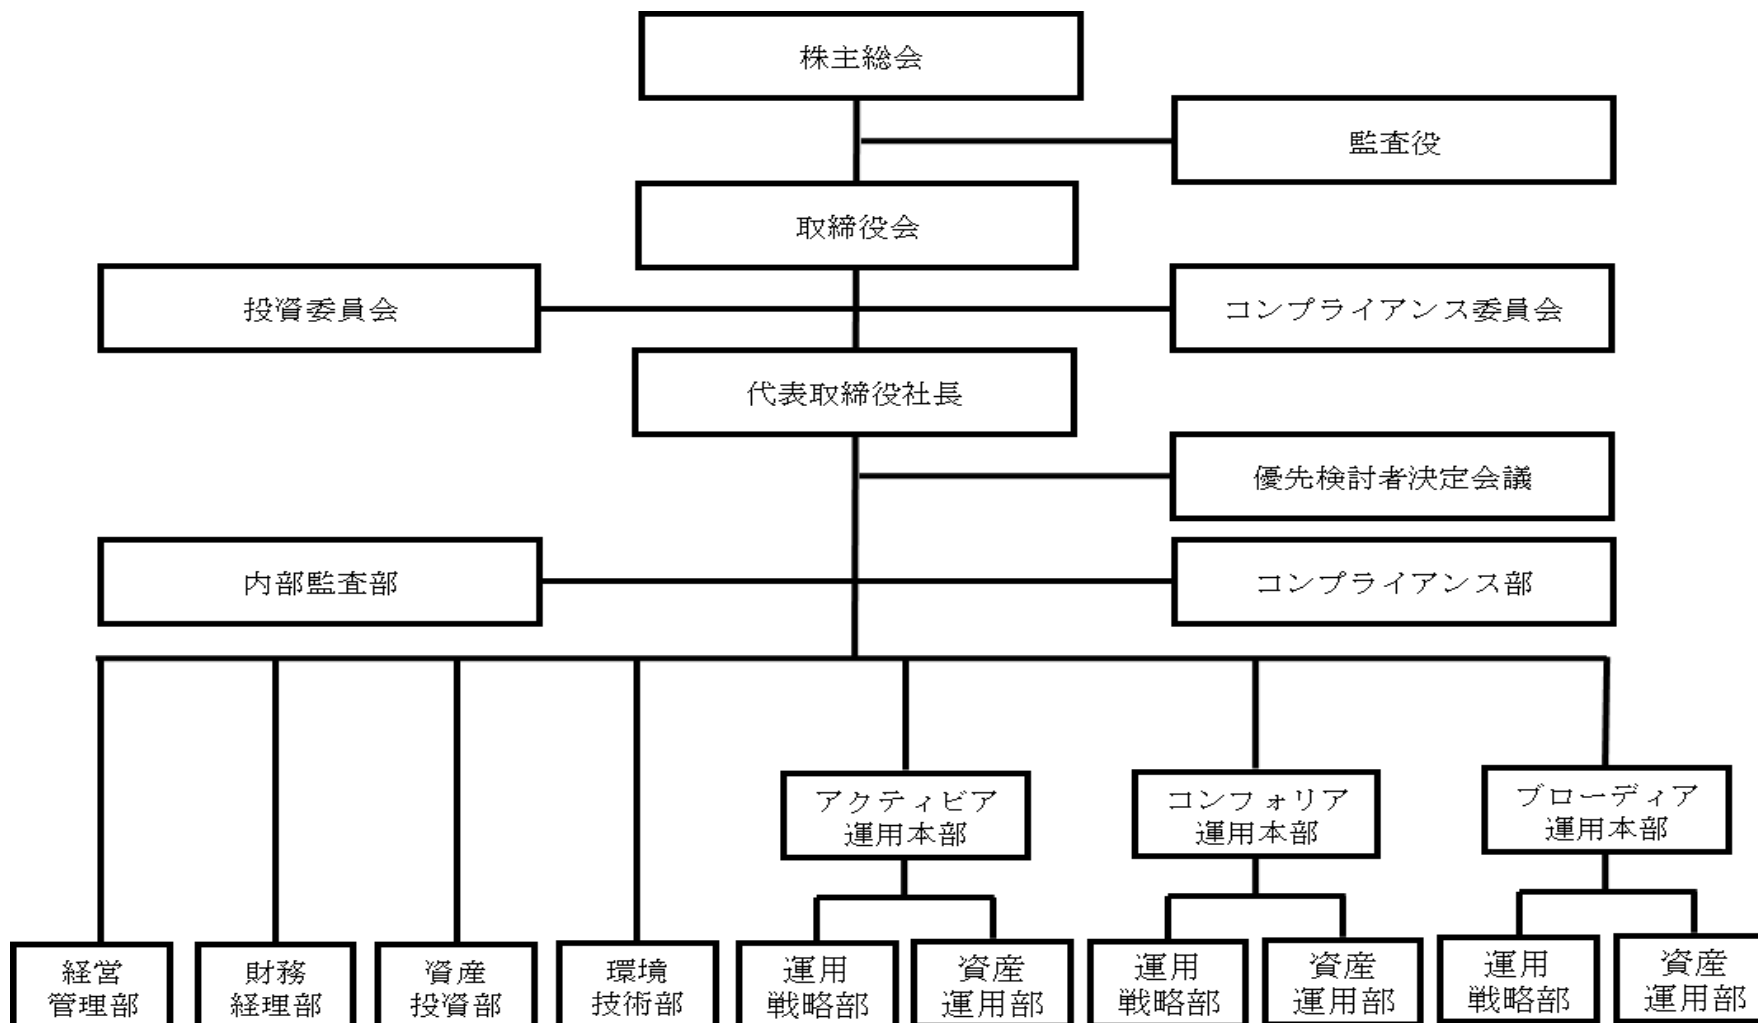 株主総会
監査役
取締役会
投資委員会
コンプライアンス委員会
代表取締役社長
優先検討者決定会議
内部監査部
コンプライアンス部
アクティビア
運用本部
コンフォリア
運用本部
ブローディア
運用本部
経営
管理部
財務
経理部
資産
投資部
環境
技術部
運用
戦略部
資産
運用部
運用
戦略部
資産
運用部
運用
戦略部
資産
運用部